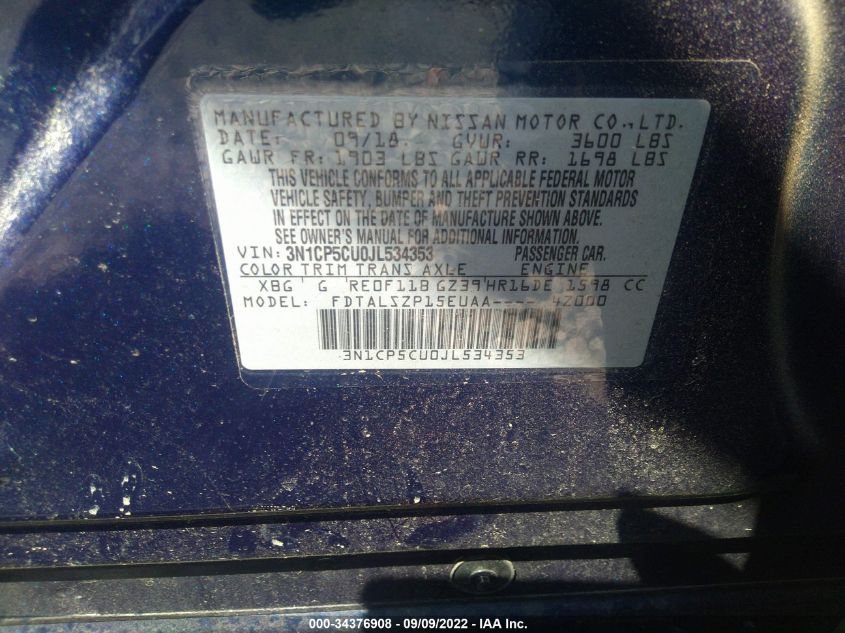 MANUFACTURED BY NISSAN MOTOR CO.,LTD.
DATE: 09/18 GVWR: 3600 LBS
GAWR FR: 1903 LBS GAWR RR: 1698 LBS
THIS VEHICLE CONFORMS TO ALL APPLICABLE FEDERAL MOTOR
VEHICLE SAFETY, BUMPER AND THEFT PREVENTION STANDARDS
IN EFFECT ON THE DATE OF MANUFACTURE SHOWN ABOVE.
SEE OWNER'S MANUAL FOR ADDITIONAL INFORMATION.
VIN: 3N1CP5CU0JL534353 PASSENGER CAR.
COLOR TRIM TRANS AXLE ENGINE
XBG G RE0F11B GZ39 HR16DE 1598 CC
MODEL: FDTALSZP15EUAA---- 4Z000
3N1CP5CU0JL534353
000-34376908 - 09/09/2022 - IAA Inc.